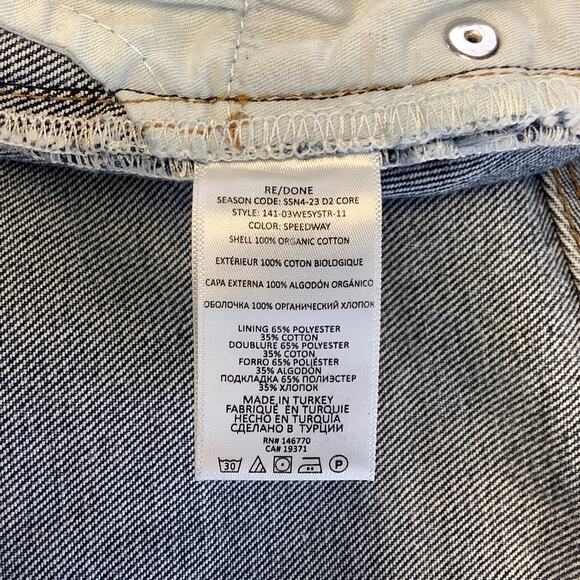 RE/DONE
SEASON CODE: SSN4-23 D2 CORE
STYLE: 141-03WESYSTR-11
COLOR: SPEEDWAY
SHELL 100% ORGANIC COTTON
EXTÉRIEUR 100% COTON BIOLOGIQUE
CAPA EXTERNA 100% ALGODÓN ORGÁNICO
ОБОЛОЧКА 100% ОРГАНИЧЕСКИЙ ХЛОПОК
LINING 65% POLYESTER
35% COTTON
DOUBLURE 65% POLYESTER
35% COTON
FORRO 65% POLIÉSTER
35% ALGODÓN
ПОДКЛАДКА 65% ПОЛИЭСТЕР
35% ХЛОПОК
MADE IN TURKEY
FABRIQUÉ EN TURQUIE
HECHO EN TURQUÍA
СДЕЛАНО В ТУРЦИИ
RN# 146770
CA# 19371
30 P